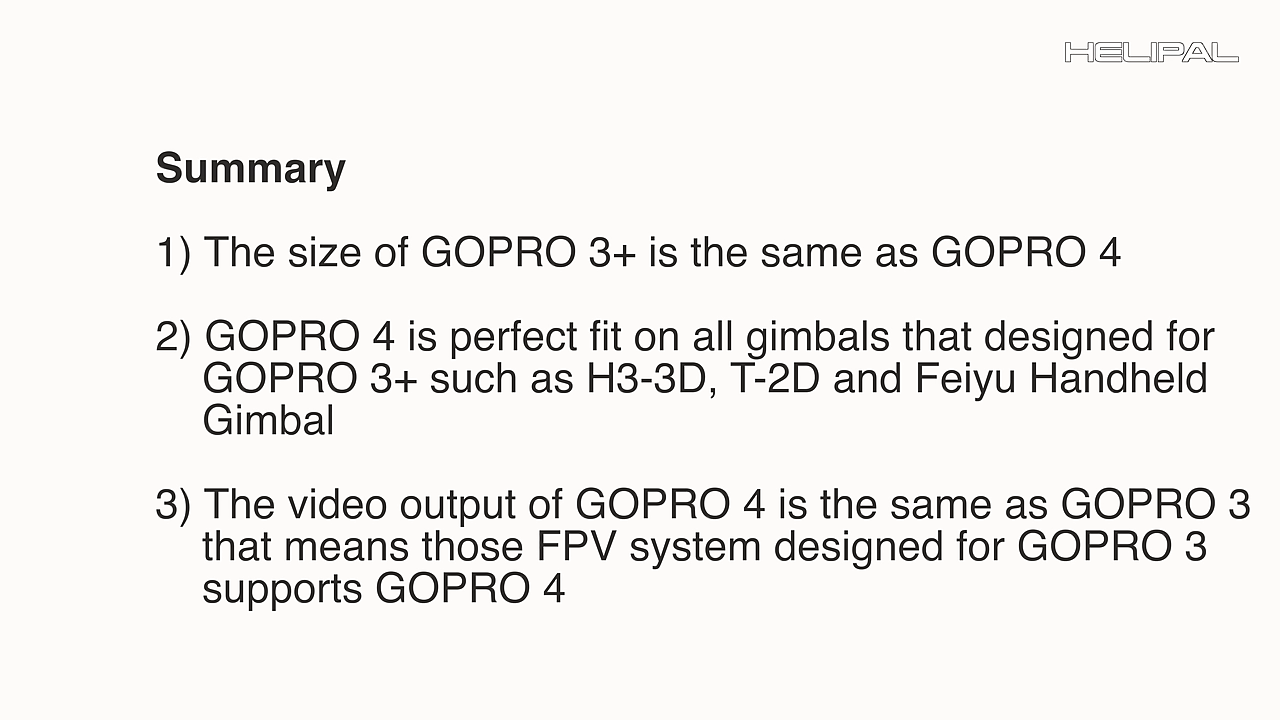 HELIPAL
Summary
1) The size of GOPRO 3+ is the same as GOPRO 4
2) GOPRO 4 is perfect fit on all gimbals that designed for
GOPRO 3+ such as H3-3D, T-2D and Feiyu Handheld
Gimbal
3) The video output of GOPRO 4 is the same as GOPRO 3
that means those FPV system designed for GOPRO 3
supports GOPRO 4